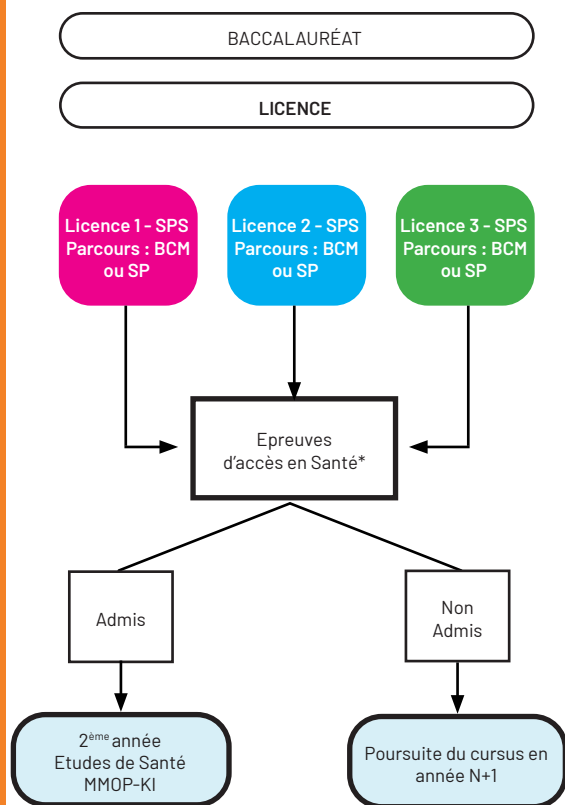 BACCALAURÉAT
LICENCE
Licence 1 - SPS
Parcours : BCM
ou SP
Licence 2 - SPS
Parcours : BCM
ou SP
Licence 3 - SPS
Parcours : BCM
ou SP
Epreuves
d'accès en Santé*
Admis
Non
Admis
2ème année
Etudes de Santé
MMOP-KI
Poursuite du cursus en
année N+1